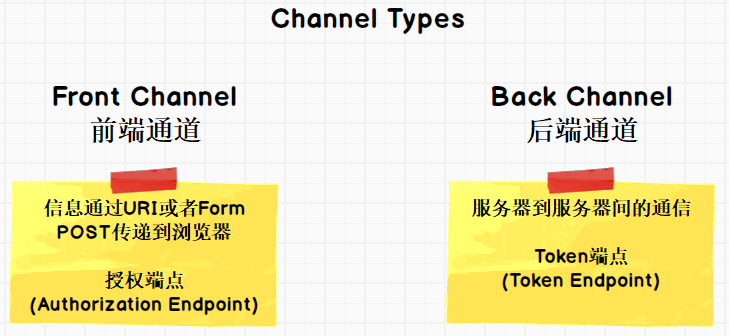 Channel Types
Front Channel
前端通道
信息通过URI或者Form
POST传递到浏览器
授权端点
(Authorization Endpoint)
Back Channel
后端通道
服务器到服务器间的通信
Token端点
(Token Endpoint)